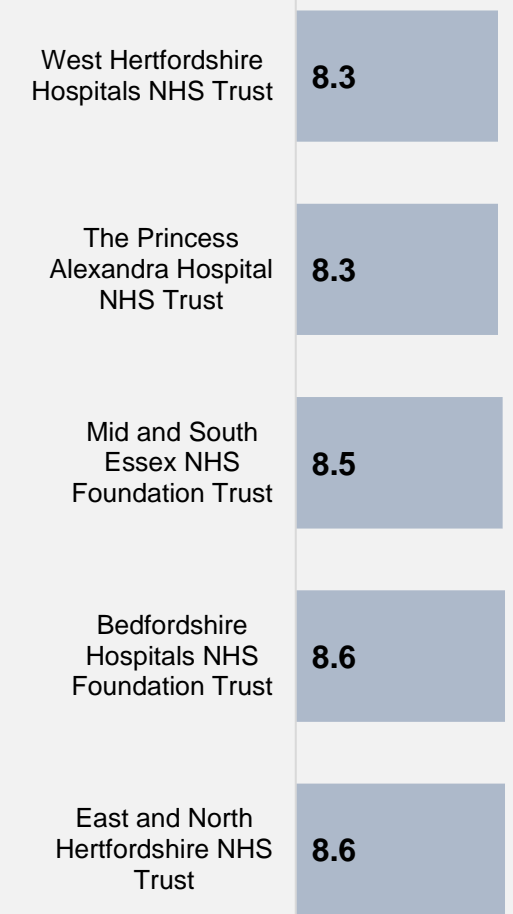 West Hertfordshire
Hospitals NHS Trust
8.3
The Princess
Alexandra Hospital
NHS Trust
8.3
Mid and South
Essex NHS
Foundation Trust
8.5
Bedfordshire
Hospitals NHS
Foundation Trust
8.6
East and North
Hertfordshire NHS
Trust
8.6